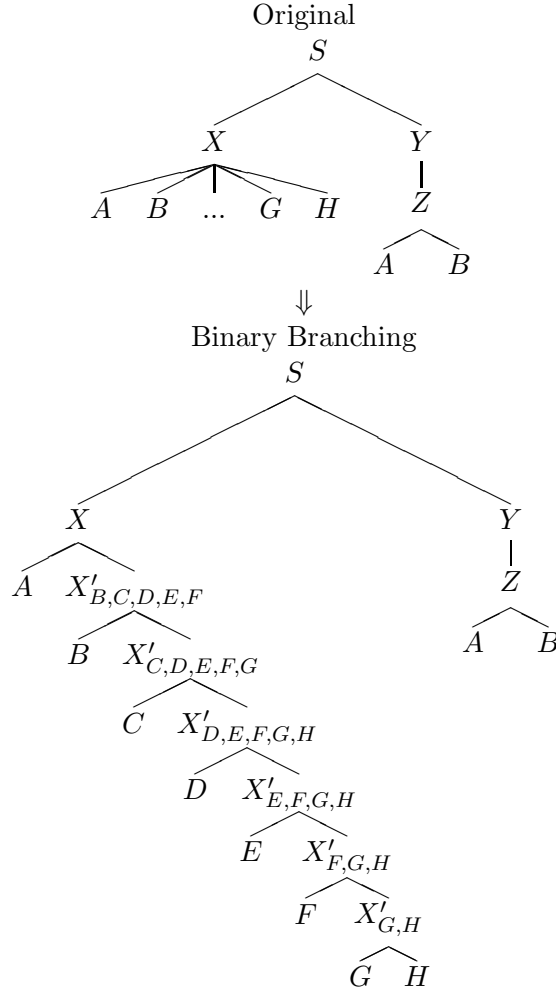 Original
S
X Y
A B ... G H Z
A B
⇓
Binary Branching
S
X Y
A X′_{B,C,D,E,F} Z
B X′_{C,D,E,F,G} A B
C X′_{D,E,F,G,H}
D X′_{E,F,G,H}
E X′_{F,G,H}
F X′_{G,H}
G H